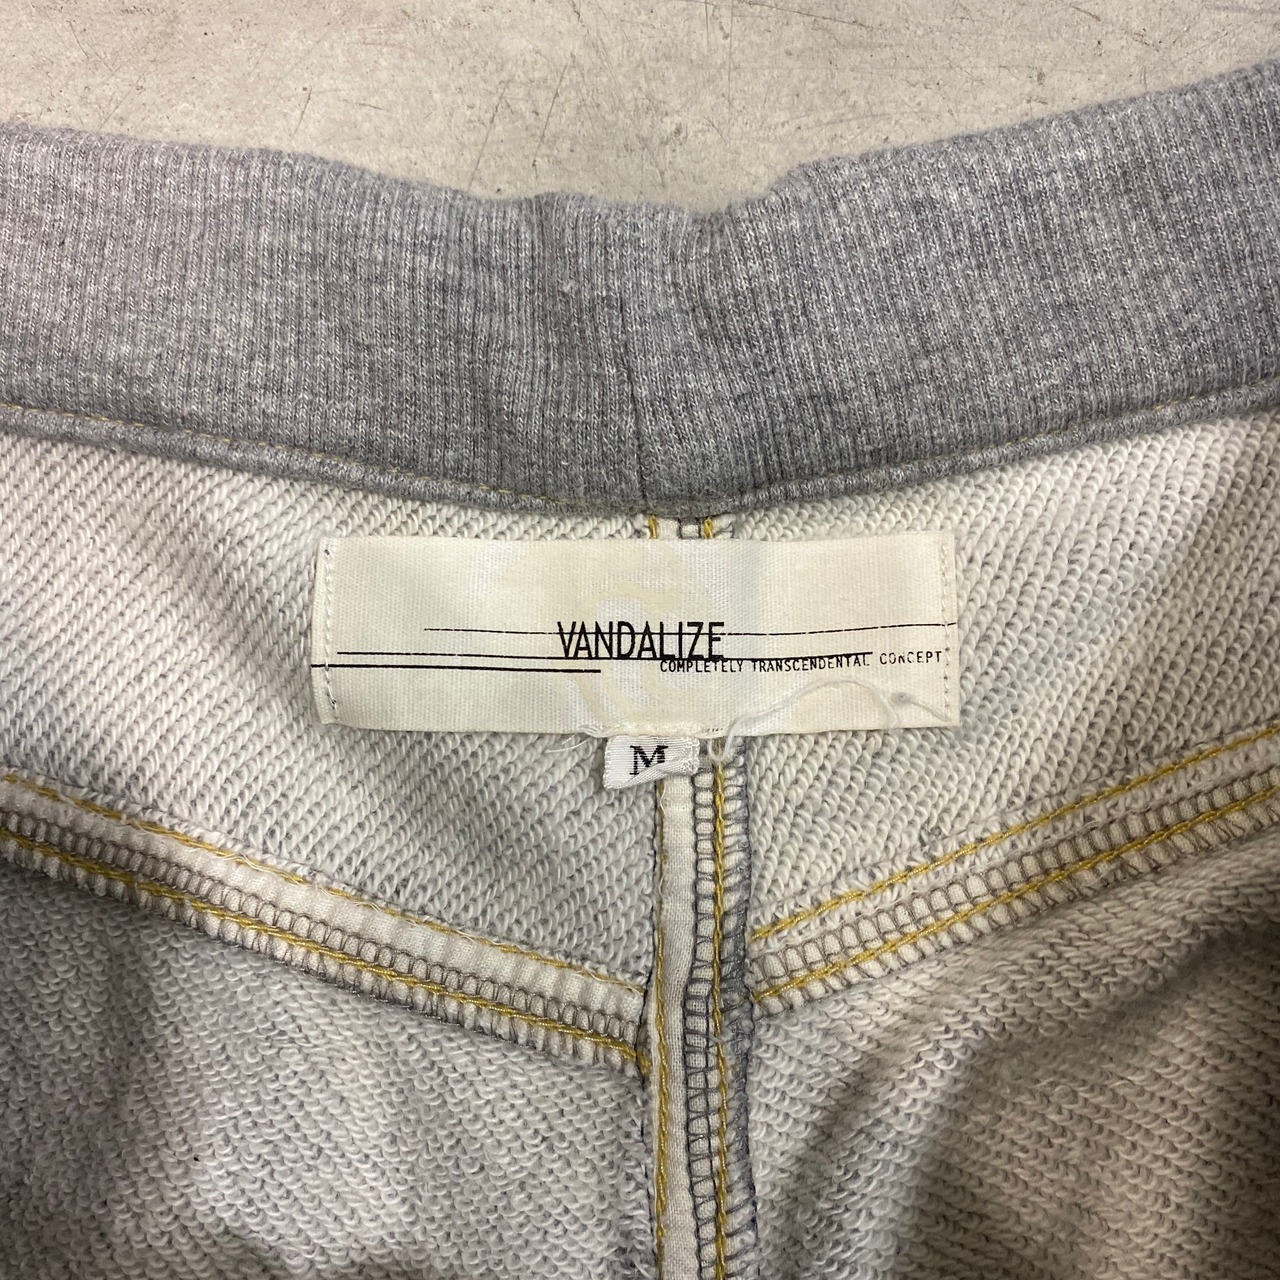 VANDALIZE
COMPLETELY TRANSCENDENTAL CONCEPT
M